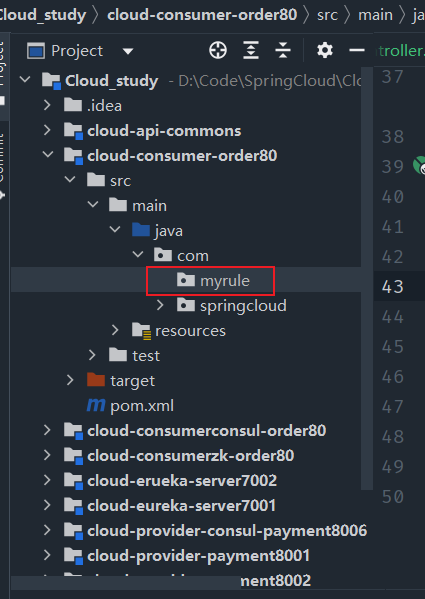 Cloud_study › cloud-consumer-order80 › src › main › ja
Project
ntroller.
Cloud_study - D:\Code\SpringCloud\Clo
.idea
cloud-api-commons
cloud-consumer-order80
src
main
java
com
myrule
springcloud
resources
test
target
pom.xml
cloud-consumerconsul-order80
cloud-consumerzk-order80
cloud-erueka-server7002
cloud-eureka-server7001
cloud-provider-consul-payment8006
cloud-provider-payment8001
ment8002
37
38
39
40
41
42
43
44
45
46
47
48
49
50
Project
Commit